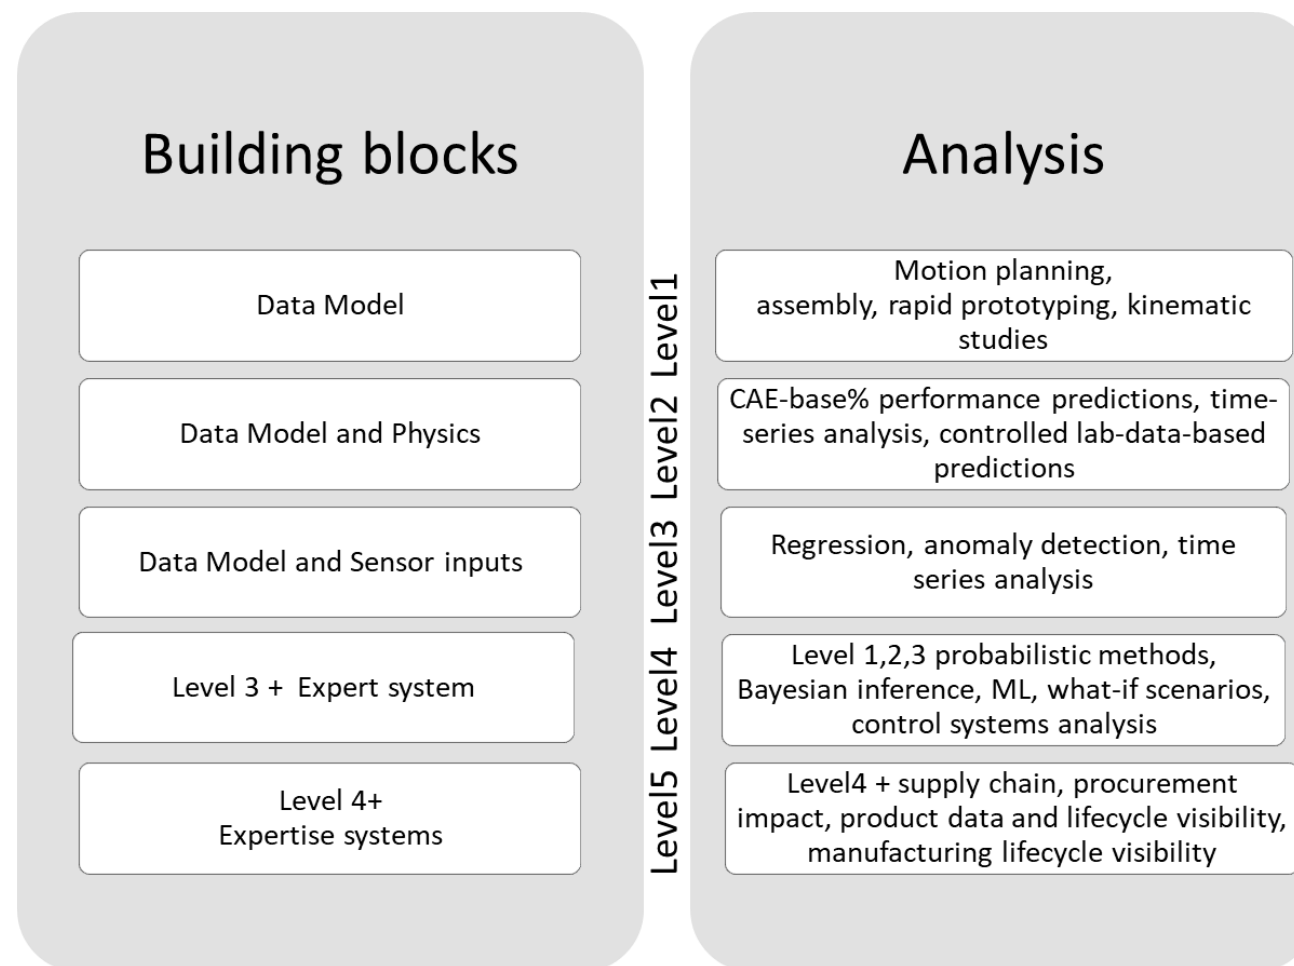 Building blocks
Analysis
Level1
Data Model
Motion planning,
assembly, rapid prototyping, kinematic
studies
Level2
Data Model and Physics
CAE-base% performance predictions, time-
series analysis, controlled lab-data-based
predictions
Level3
Data Model and Sensor inputs
Regression, anomaly detection, time
series analysis
Level4
Level 3 + Expert system
Level 1,2,3 probabilistic methods,
Bayesian inference, ML, what-if scenarios,
control systems analysis
Level5
Level 4+
Expertise systems
Level4 + supply chain, procurement
impact, product data and lifecycle visibility,
manufacturing lifecycle visibility